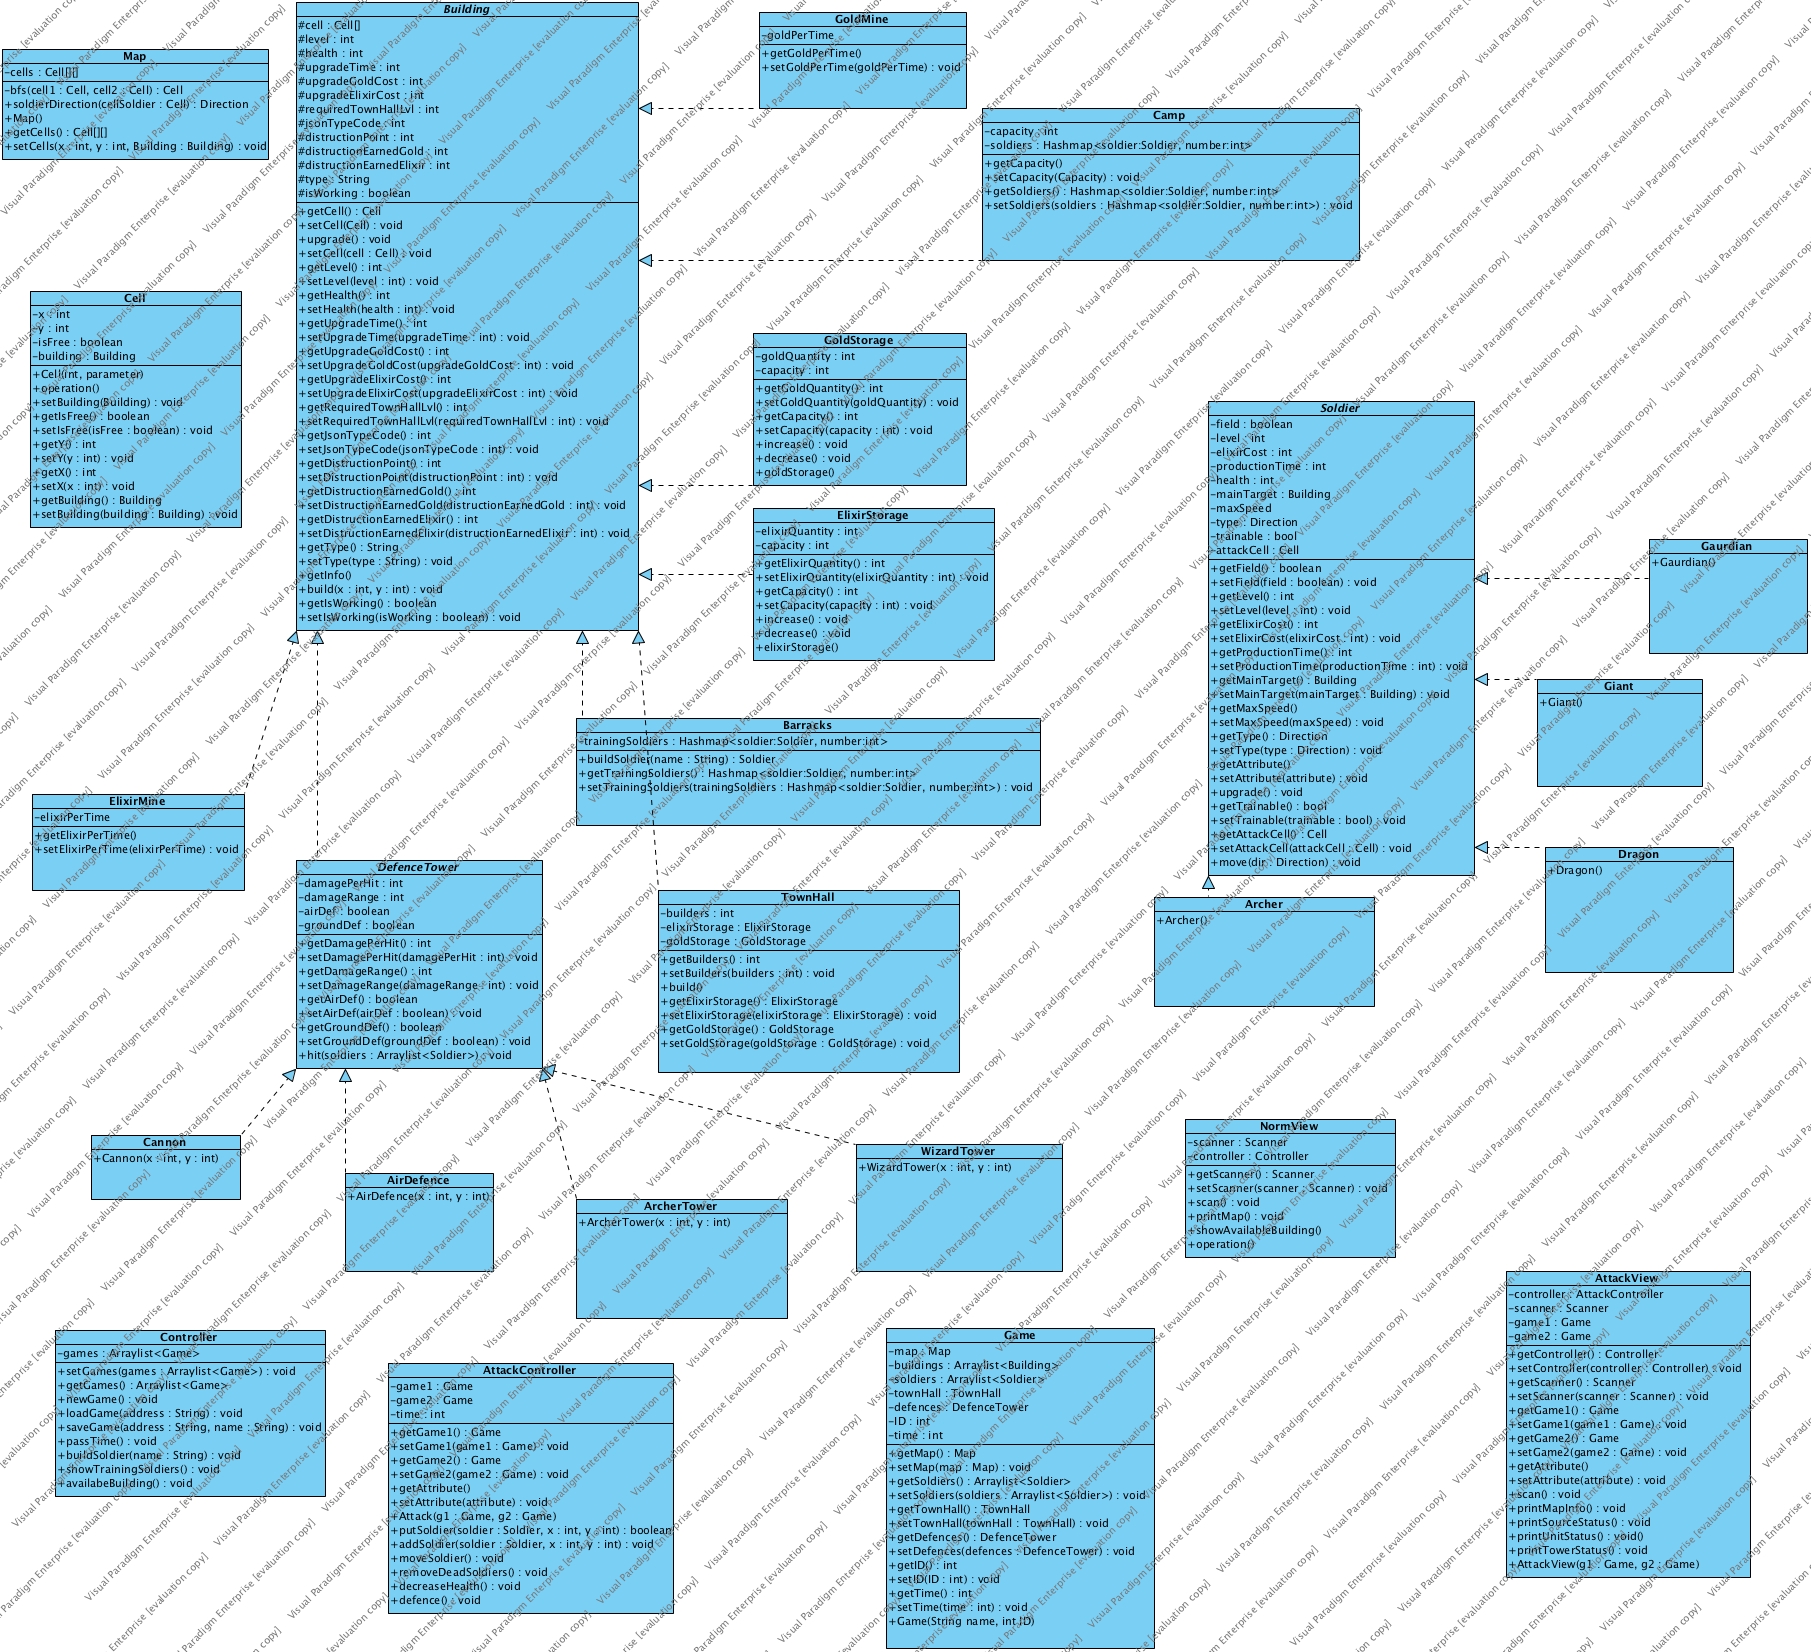 Building
#cell : Cell[]
#level : int
#health : int
#upgradeTime : int
#upgradeGoldCost : int
#upgradeElixirCost : int
#requiredTownHallLvl : int
#jsonTypeCode : int
#distructionPoint : int
#distructionEarnedGold : int
#distructionEarnedElixir : int
#type : String
#isWorking : boolean
+getCell() : Cell
+setCell(Cell) : void
+upgrade() : void
+setCell(cell : Cell) : void
+getLevel() : int
+setLevel(level : int) : void
+getHealth() : int
+setHealth(health : int) : void
+getUpgradeTime() : int
+setUpgradeTime(upgradeTime : int) : void
+getUpgradeGoldCost() : int
+setUpgradeGoldCost(upgradeGoldCost : int) : void
+getUpgradeElixirCost() : int
+setUpgradeElixirCost(upgradeElixirCost : int) : void
+getRequiredTownHallLvl() : int
+setRequiredTownHallLvl(requiredTownHallLvl : int) : void
+getJsonTypeCode() : int
+setJsonTypeCode(jsonTypeCode : int) : void
+getDistructionPoint() : int
+setDistructionPoint(distructionPoint : int) : void
+getDistructionEarnedGold() : int
+setDistructionEarnedGold(distructionEarnedGold : int) : void
+getDistructionEarnedElixir() : int
+setDistructionEarnedElixir(distructionEarnedElixir : int) : void
+getType() : String
+setType(type : String) : void
+getInfo()
+build(x : int, y : int) : void
+getIsWorking() : boolean
+setIsWorking(isWorking : boolean) : void
Map
-cells : Cell[][]
-bfs(cell1 : Cell, cell2 : Cell) : Cell
+soldierDirection(cellSoldier : Cell) : Direction
+Map()
+getCells() : Cell[][]
+setCells(x : int, y : int, Building : Building) : void
GoldMine
-goldPerTime
+getGoldPerTime()
+setGoldPerTime(goldPerTime) : void
Camp
-capacity : int
-soldiers : Hashmap<soldier:Soldier, number:int>
+getCapacity()
+setCapacity(Capacity) : void
+getSoldiers() : Hashmap<soldier:Soldier, number:int>
+setSoldiers(soldiers : Hashmap<soldier:Soldier, number:int>) : void
Cell
-x : int
-y : int
-isFree : boolean
-building : Building
+Cell(int, parameter)
+operation()
+setBuilding(Building) : void
+getIsFree() : boolean
+setIsFree(isFree : boolean) : void
+getY() : int
+setY(y : int) : void
+getX() : int
+setX(x : int) : void
+getBuilding() : Building
+setBuilding(building : Building) : void
GoldStorage
-goldQuantity : int
-capacity : int
+getGoldQuantity() : int
+setGoldQuantity(goldQuantity) : void
+getCapacity() : int
+setCapacity(capacity : int) : void
+increase() : void
+decrease() : void
+goldStorage()
ElixirStorage
-elixirQuantity : int
-capacity : int
+getElixirQuantity() : int
+setElixirQuantity(elixirQuantity : int) : void
+getCapacity() : int
+setCapacity(capacity : int) : void
+increase() : void
+decrease() : void
+elixirStorage()
Soldier
-field : boolean
-level : int
-elixirCost : int
-productionTime : int
-health : int
-mainTarget : Building
-maxSpeed
-type : Direction
-trainable : bool
-attackCell : Cell
+getField() : boolean
+setField(field : boolean) : void
+getLevel() : int
+setLevel(level : int) : void
+getElixirCost() : int
+setElixirCost(elixirCost : int) : void
+getProductionTime() : int
+setProductionTime(productionTime : int) : void
+getMainTarget() : Building
+setMainTarget(mainTarget : Building) : void
+getMaxSpeed()
+setMaxSpeed(maxSpeed) : void
+getType() : Direction
+setType(type : Direction) : void
+getAttribute()
+setAttribute(attribute) : void
+upgrade() : void
+getTrainable() : bool
+setTrainable(trainable : bool) : void
+getAttackCell() : Cell
+setAttackCell(attackCell : Cell) : void
+move(dir : Direction) : void
Gaurdian
+Gaurdian()
Giant
+Giant()
Dragon
+Dragon()
Archer
+Archer()
Barracks
-trainingSoldiers : Hashmap<soldier:Soldier, number:int>
+buildSoldier(name : String) : Soldier
+getTrainingSoldiers() : Hashmap<soldier:Soldier, number:int>
+setTrainingSoldiers(trainingSoldiers : Hashmap<soldier:Soldier, number:int>) : void
ElixirMine
-elixirPerTime
+getElixirPerTime()
+setElixirPerTime(elixirPerTime) : void
DefenceTower
-damagePerHit : int
-damageRange : int
-airDef : boolean
-groundDef : boolean
+getDamagePerHit() : int
+setDamagePerHit(damagePerHit : int) : void
+getDamageRange() : int
+setDamageRange(damageRange : int) : void
+getAirDef() : boolean
+setAirDef(airDef : boolean) : void
+getGroundDef() : boolean
+setGroundDef(groundDef : boolean) : void
+hit(soldiers : Arraylist<Soldier>) : void
TownHall
-builders : int
-elixirStorage : ElixirStorage
-goldStorage : GoldStorage
+getBuilders() : int
+setBuilders(builders : int) : void
+build()
+getElixirStorage() : ElixirStorage
+setElixirStorage(elixirStorage : ElixirStorage) : void
+getGoldStorage() : GoldStorage
+setGoldStorage(goldStorage : GoldStorage) : void
Cannon
+Cannon(x : int, y : int)
AirDefence
+AirDefence(x : int, y : int)
ArcherTower
+ArcherTower(x : int, y : int)
WizardTower
+WizardTower(x : int, y : int)
NormView
-scanner : Scanner
-controller : Controller
+getScanner() : Scanner
+setScanner(scanner : Scanner) : void
+scan() : void
+printMap() : void
+showAvailableBuilding()
+operation()
AttackView
-controller : AttackController
-scanner : Scanner
-game1 : Game
-game2 : Game
+getController() : Controller
+setController(controller : Controller) : void
+getScanner() : Scanner
+setScanner(scanner : Scanner) : void
+getGame1() : Game
+setGame1(game1 : Game) : void
+getGame2() : Game
+setGame2(game2 : Game) : void
+getAttribute()
+setAttribute(attribute) : void
+scan() : void
+printMapInfo() : void
+printSourceStatus() : void
+printUnitStatus() : void()
+printTowerStatus() : void
+AttackView(g1 : Game, g2 : Game)
Controller
-games : Arraylist<Game>
+setGames(games : Arraylist<Game>) : void
+getGames() : Arraylist<Game>
+newGame() : void
+loadGame(address : String) : void
+saveGame(address : String, name : String) : void
+passTime() : void
+buildSoldier(name : String) : void
+showTrainingSoldiers() : void
+availabeBuilding() : void
AttackController
-game1 : Game
-game2 : Game
-time : int
+getGame1() : Game
+setGame1(game1 : Game) : void
+getGame2() : Game
+setGame2(game2 : Game) : void
+getAttribute()
+setAttribute(attribute) : void
+Attack(g1 : Game, g2 : Game)
+putSoldier(soldier : Soldier, x : int, y : int) : boolean
+addSoldier(soldier : Soldier, x : int, y : int) : void
+moveSoldier() : void
+removeDeadSoldiers() : void
+decreaseHealth() : void
+defence() : void
Game
-map : Map
-buildings : Arraylist<Building>
-soldiers : Arraylist<Soldier>
-townHall : TownHall
-defences : DefenceTower
-ID : int
-time : int
+getMap() : Map
+setMap(map : Map) : void
+getSoldiers() : Arraylist<Soldier>
+setSoldiers(soldiers : Arraylist<Soldier>) : void
+getTownHall() : TownHall
+setTownHall(townHall : TownHall) : void
+getDefences() : DefenceTower
+setDefences(defences : DefenceTower) : void
+getID() : int
+setID(ID : int) : void
+getTime() : int
+setTime(time : int) : void
+Game(String name, int ID)
Visual Paradigm Enterprise [evaluation copy]